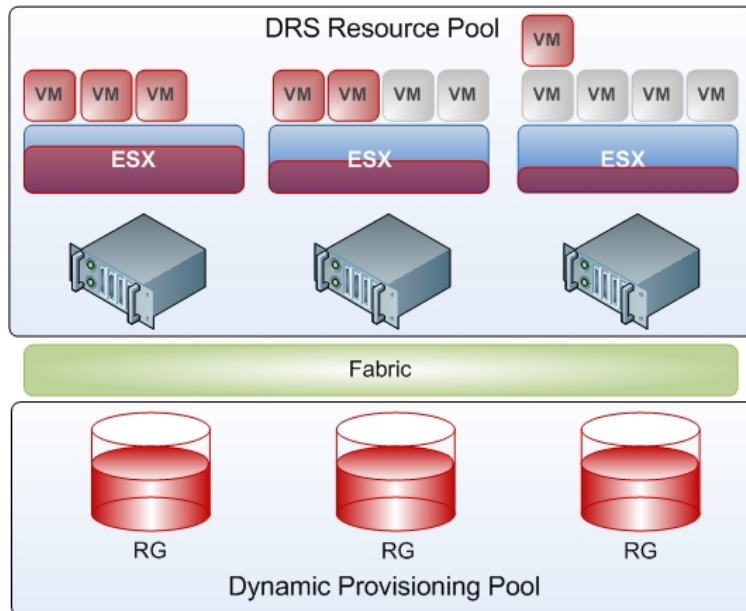 DRS Resource Pool
VM
VM VM VM
VM VM VM VM
VM VM VM VM
ESX
ESX
ESX
Fabric
RG
RG
RG
Dynamic Provisioning Pool